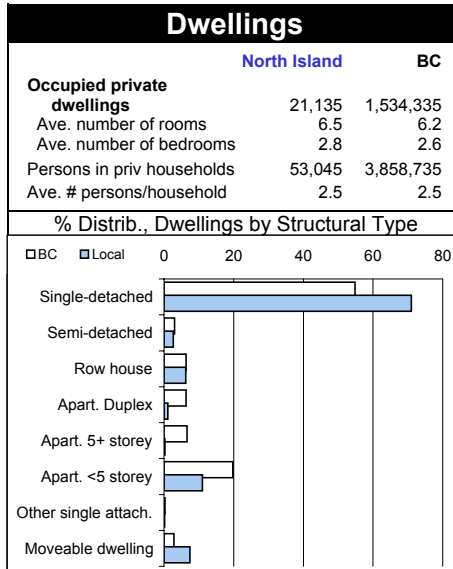 Dwellings
North Island BC
Occupied private
dwellings 21,135 1,534,335
Ave. number of rooms 6.5 6.2
Ave. number of bedrooms 2.8 2.6
Persons in priv households 53,045 3,858,735
Ave. # persons/household 2.5 2.5
% Distrib., Dwellings by Structural Type
BC Local 0 20 40 60 80
Single-detached
Semi-detached
Row house
Apart. Duplex
Apart. 5+ storey
Apart. <5 storey
Other single attach.
Moveable dwelling